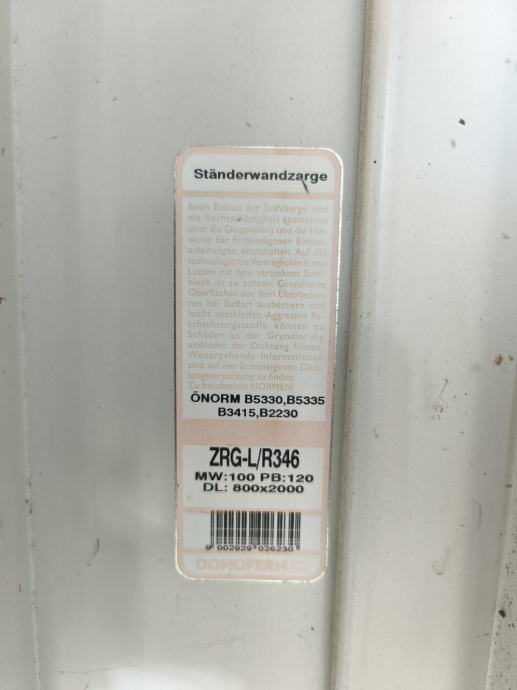 Ständerwandzarge
Beim Einbau der Stahlzarge sind
die Rechtwinkeligkeit (gemessen
über die Diagonalen) und die Hin-
weise der firmeneigenen Einbau-
anleitungen einzuhalten. Auf die
technologische Verträglichkeit von
Lacken mit dem verzinkten Stahl-
blech ist zu achten. Grundierte
Oberflächen vor dem Überlackie-
ren bei Bedarf ausbessern und
leicht anschleifen. Aggressive Be-
schichtungsstoffe können zu
Schäden an der Grundierung
und/oder der Dichtung führen.
Weitergehende Informationen
sind auf der firmeneigenen Dich-
tungsverpackung zu finden.
Zu beachtende NORMEN:
ÖNORM B5330,B5335
B3415,B2230
ZRG-L/R346
MW:100 PB:120
DL: 800x2000
9 002929 026230
DOMOFERM